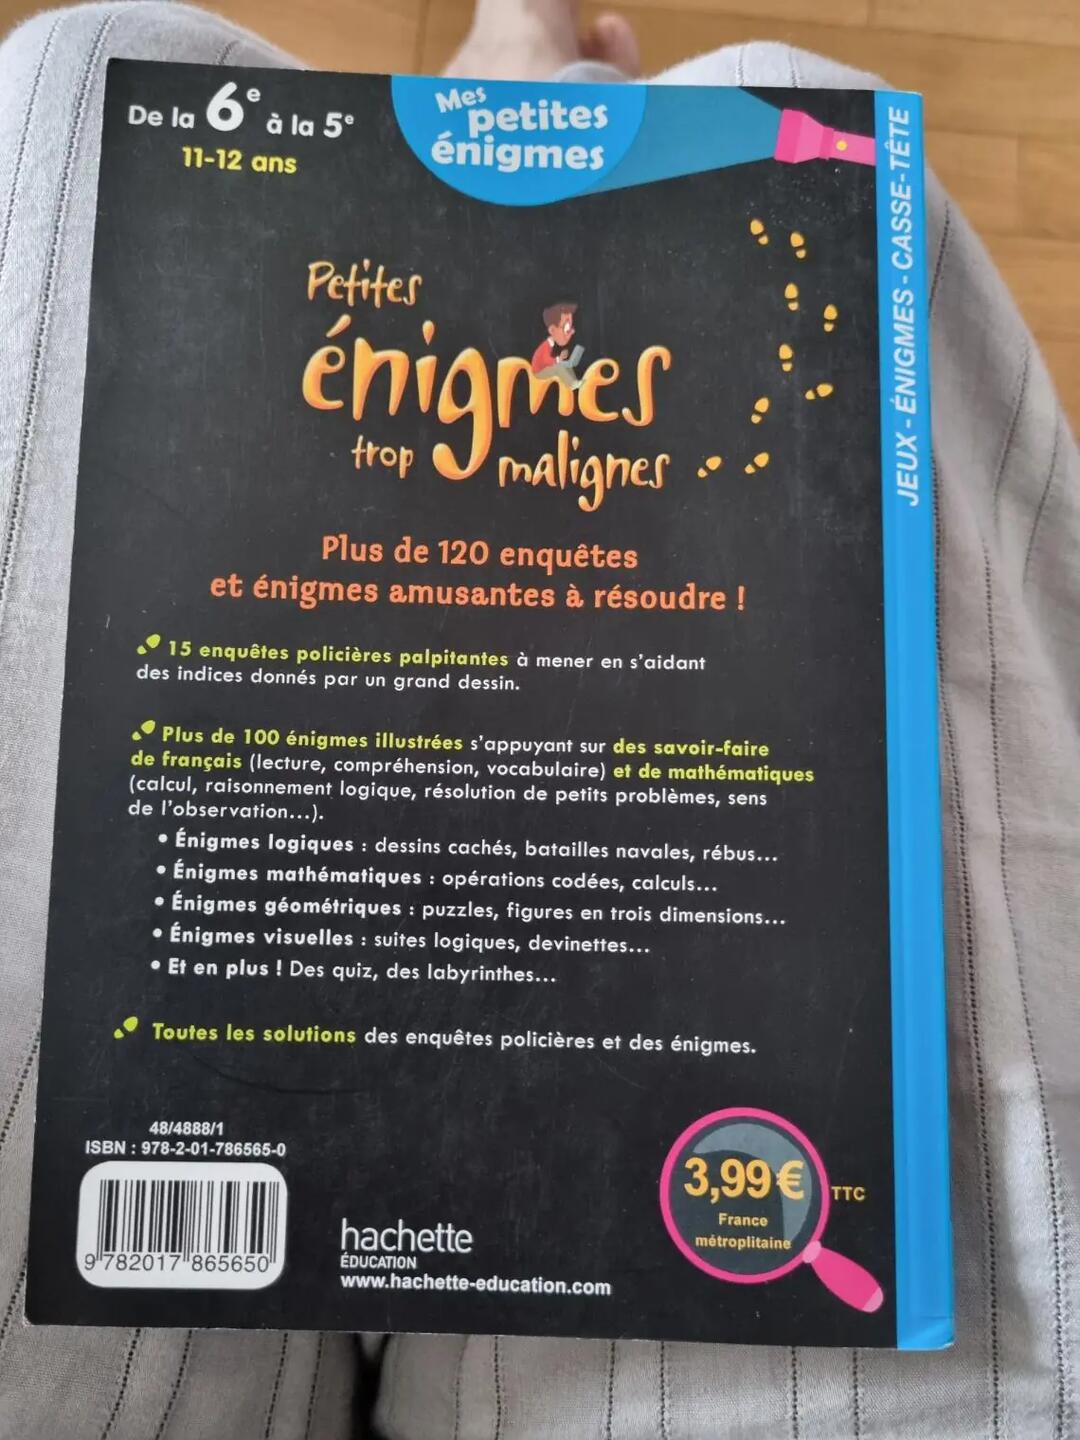 De la 6e à la 5e
11-12 ans
Mes
petites
énigmes
JEUX - ÉNIGMES - CASSE-TÊTE
Petites
énigmes
trop malignes
Plus de 120 enquêtes
et énigmes amusantes à résoudre !
15 enquêtes policières palpitantes à mener en s'aidant
des indices donnés par un grand dessin.
Plus de 100 énigmes illustrées s'appuyant sur des savoir-faire
de français (lecture, compréhension, vocabulaire) et de mathématiques
(calcul, raisonnement logique, résolution de petits problèmes, sens
de l'observation...).
• Énigmes logiques : dessins cachés, batailles navales, rébus...
• Énigmes mathématiques : opérations codées, calculs...
• Énigmes géométriques : puzzles, figures en trois dimensions...
• Énigmes visuelles : suites logiques, devinettes...
• Et en plus ! Des quiz, des labyrinthes...
Toutes les solutions des enquêtes policières et des énigmes.
48/4888/1
ISBN : 978-2-01-786565-0
9 782017 865650
hachette
ÉDUCATION
www.hachette-education.com
3,99 € TTC
France
métroplitaine